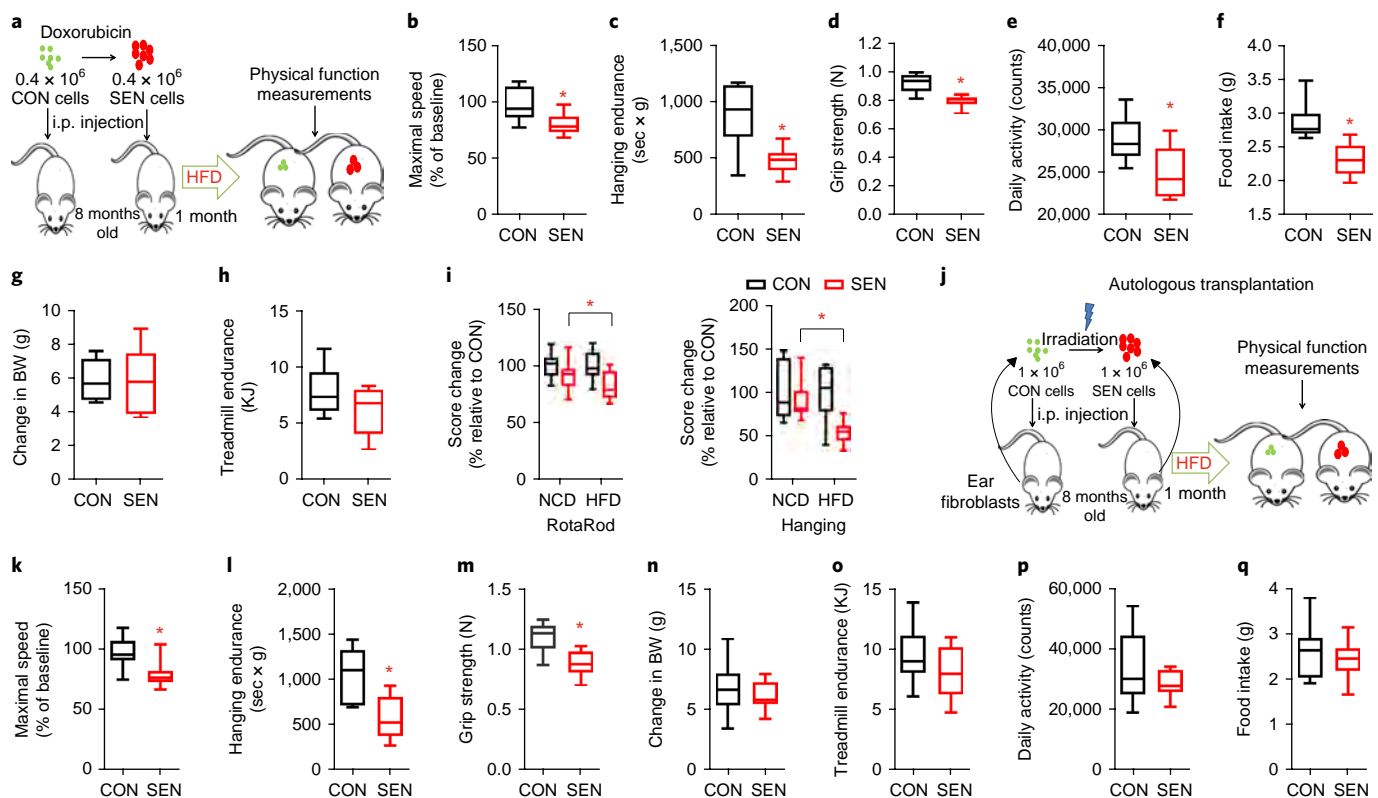 a
Doxorubicin
0.4 × 10⁶ 0.4 × 10⁶
CON cells SEN cells
i.p. injection
Physical function
measurements
HFD
8 months
old
1 month
b
Maximal speed
(% of baseline)
150
100
50
0
*
CON SEN
c
Hanging endurance
(sec × g)
1,500
1,000
500
0
*
CON SEN
d
Grip strength (N)
1.2
1.0
0.8
0.6
0.4
0.2
0.0
*
CON SEN
e
Daily activity (counts)
40,000
35,000
30,000
25,000
20,000
*
CON SEN
f
Food intake (g)
4.0
3.5
3.0
2.5
2.0
1.5
*
CON SEN
g
Change in BW (g)
10
8
6
4
2
0
CON SEN
h
Treadmill endurance
(KJ)
15
10
5
0
CON SEN
i
Score change
(% relative to CON)
150
100
50
0
*
NCD HFD
RotaRod
CON SEN
Score change
(% relative to CON)
200
150
100
50
0
*
NCD HFD
Hanging
j
Autologous transplantation
Irradiation
1 × 10⁶ 1 × 10⁶
CON cells SEN cells
i.p. injection
Physical function
measurements
Ear
fibroblasts
8 months
old
HFD
1 month
k
Maximal speed
(% of baseline)
150
100
50
0
*
CON SEN
l
Hanging endurance
(sec × g)
2,000
1,500
1,000
500
0
*
CON SEN
m
Grip strength (N)
1.5
1.0
0.5
0.0
*
CON SEN
n
Change in BW (g)
15
10
5
0
CON SEN
o
Treadmill endurance (KJ)
15
10
5
0
CON SEN
p
Daily activity (counts)
60,000
40,000
20,000
0
CON SEN
q
Food intake (g)
4
3
2
1
0
CON SEN